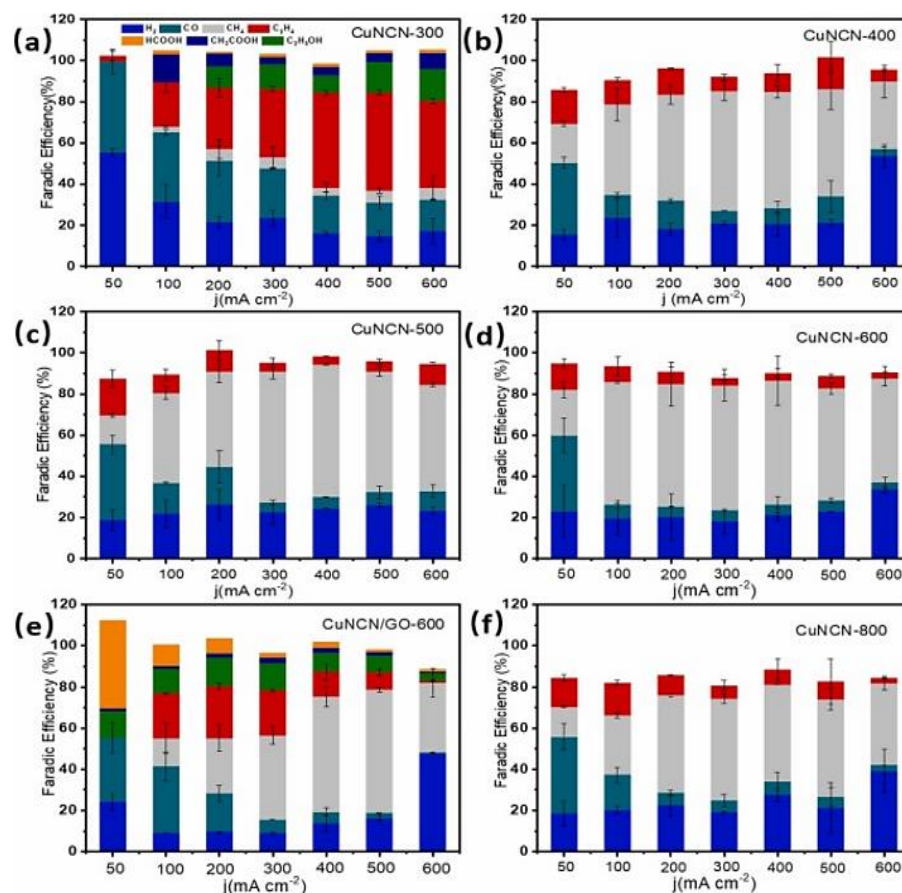 (a) CuNCN-300
H₂ CO CH₄ C₂H₄
HCOOH CH₃COOH C₂H₅OH
Faradic Efficiency(%)
120
100
80
60
40
20
0
50 100 200 300 400 500 600
j(mA cm⁻²)
(b) CuNCN-400
Faradic Efficiency(%)
120
100
80
60
40
20
0
50 100 200 300 400 500 600
j (mA cm⁻²)
(c) CuNCN-500
Faradic Efficiency (%)
120
100
80
60
40
20
0
50 100 200 300 400 500 600
j(mA cm⁻²)
(d) CuNCN-600
Faradic Efficiency (%)
120
100
80
60
40
20
0
50 100 200 300 400 500 600
j(mA cm⁻²)
(e) CuNCN/GO-600
Faradic Efficiency (%)
120
100
80
60
40
20
0
50 100 200 300 400 500 600
j(mA cm⁻²)
(f) CuNCN-800
Faradic Efficiency (%)
120
100
80
60
40
20
0
50 100 200 300 400 500 600
j(mA cm⁻²)